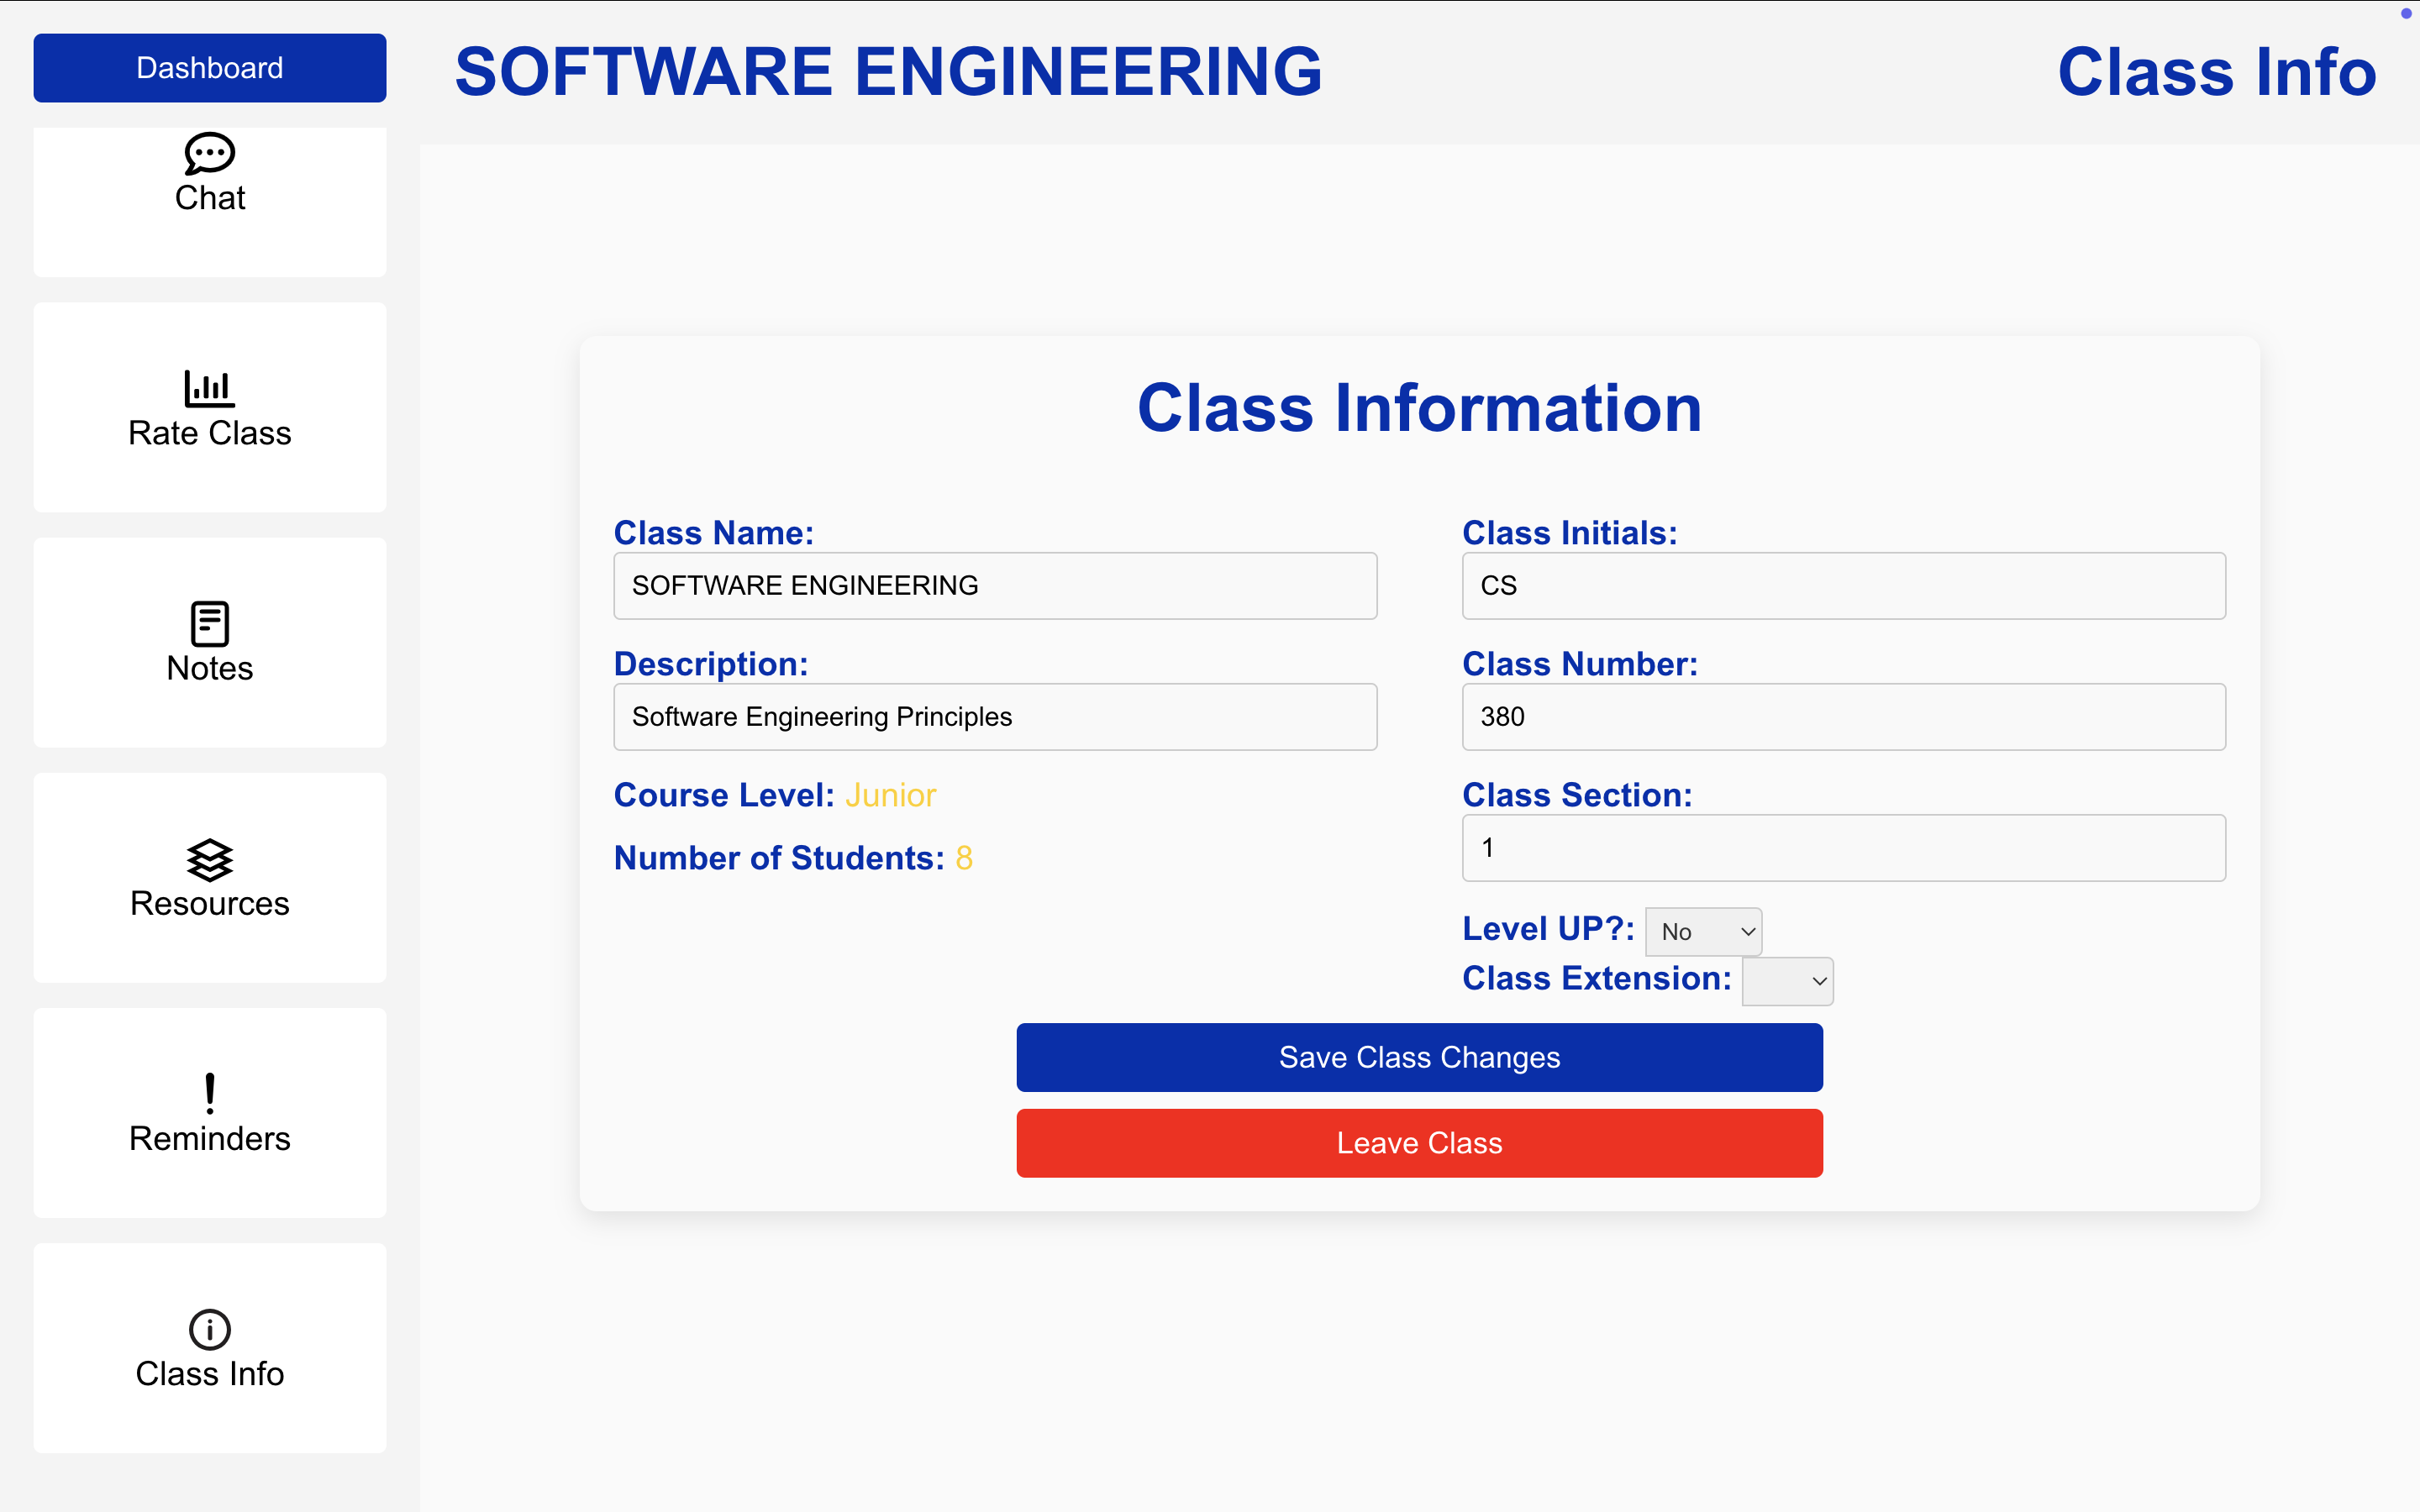 Dashboard
SOFTWARE ENGINEERING
Class Info
Chat
Rate Class
Notes
Resources
Reminders
Class Info
Class Information
Class Name:
SOFTWARE ENGINEERING
Description:
Software Engineering Principles
Course Level: Junior
Number of Students: 8
Class Initials:
CS
Class Number:
380
Class Section:
1
Level UP?: No
Class Extension:
Save Class Changes
Leave Class